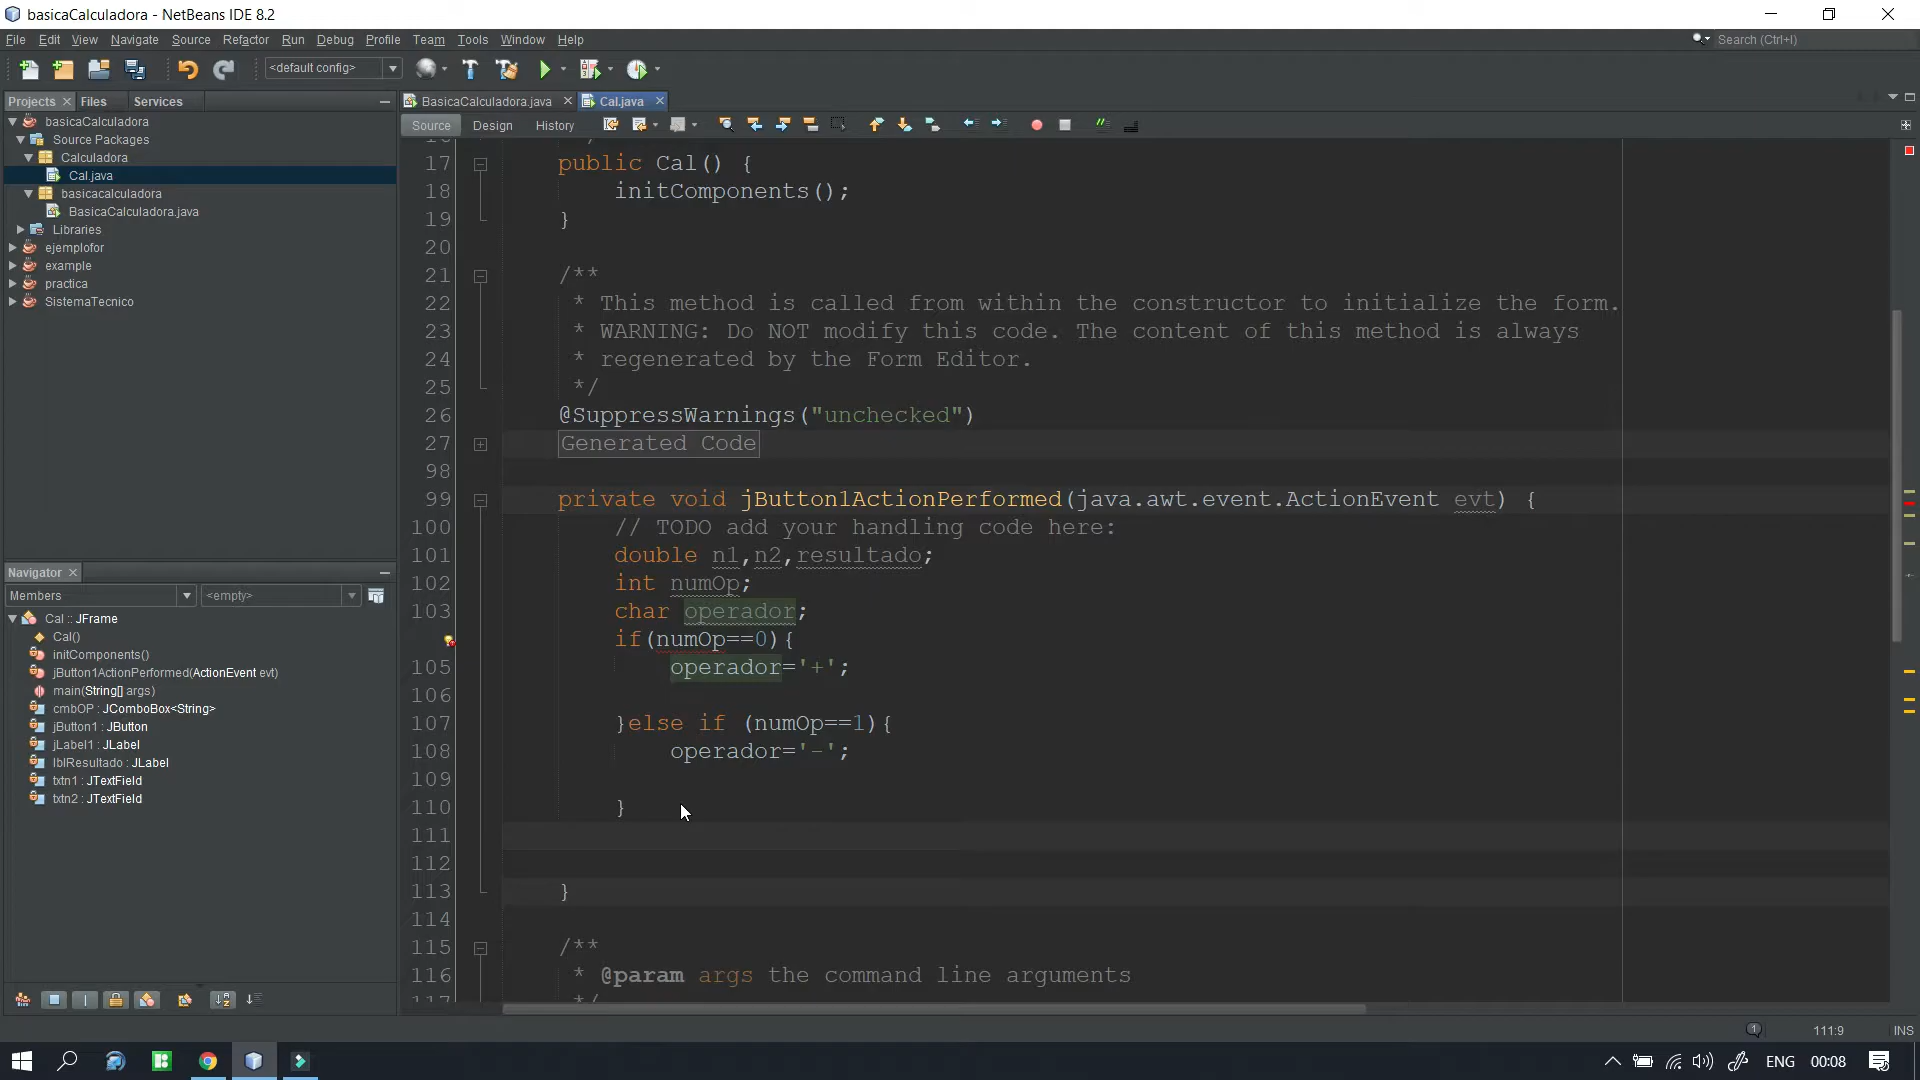 basicaCalculadora - NetBeans IDE 8.2
File Edit View Navigate Source Refactor Run Debug Profile Team Tools Window Help
Search (Ctrl+I)
<default config>
Projects Files Services
BasicaCalculadora.java Cal.java
Source Design History
basicaCalculadora
Source Packages
Calculadora
Cal.java
basicacalculadora
BasicaCalculadora.java
Libraries
ejemplofor
example
practica
SistemaTecnico
Navigator
Members <empty>
Cal :: JFrame
Cal()
initComponents()
jButton1ActionPerformed(ActionEvent evt)
main(String[] args)
cmbOP : JComboBox<String>
jButton1 : JButton
jLabel1 : JLabel
lblResultado : JLabel
txtn1 : JTextField
txtn2 : JTextField
17 public Cal() {
18 initComponents();
19 }
20
21 /**
22 * This method is called from within the constructor to initialize the form.
23 * WARNING: Do NOT modify this code. The content of this method is always
24 * regenerated by the Form Editor.
25 */
26 @SuppressWarnings("unchecked")
27 Generated Code
98
99 private void jButton1ActionPerformed(java.awt.event.ActionEvent evt) {
100 // TODO add your handling code here:
101 double n1,n2,resultado;
102 int numOp;
103 char operador;
if(numOp==0){
105 operador='+';
106
107 }else if (numOp==1){
108 operador='-';
109
110 }
111
112
113 }
114
115 /**
116 * @param args the command line arguments
117 */
1
111:9
INS
ENG 00:08